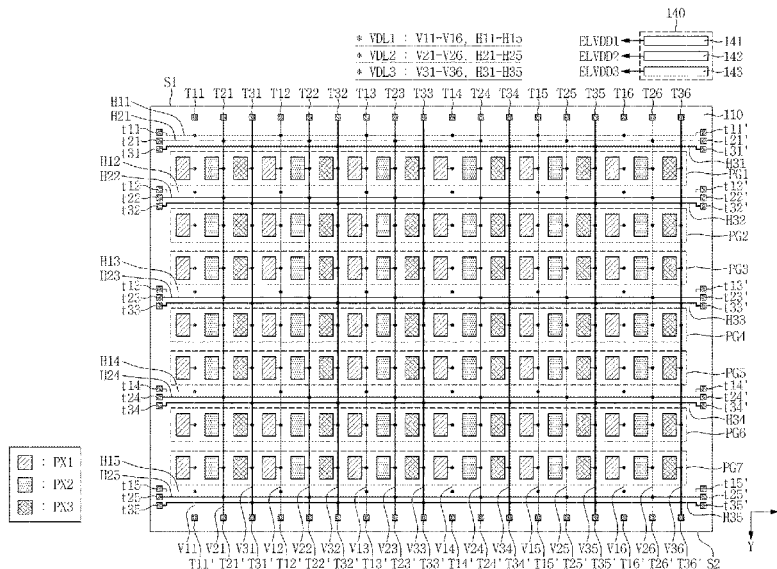 140
* VDL1 : V11-V16, H11-H15
* VDL2 : V21-V26, H21-H25
* VDL3 : V31-V36, H31-H35
ELVDD1 141
ELVDD2 142
ELVDD3 143
S1 T11 T21 T31 T12 T22 T32 T13 T23 T33 T14 T24 T34 T15 T25 T35 T16 T26 T36
H11 110
H21
t11 t11'
t21 t21'
t31 t31'
H12 H31
H22 PG1
t12 t12'
t22 t22'
t32 t32'
H32
PG2
H13 PG3
H23
t13 t13'
t23 t23'
t33 t33'
H33
PG4
H14 PG5
H24
t14 t14'
t24 t24'
t34 t34'
H34
PG6
H15 PG7
H25
t15 t15'
t25 t25'
t35 t35'
H35
: PX1
: PX2
: PX3
V11 V21 V31 V12 V22 V32 V13 V23 V33 V14 V24 V34 V15 V25 V35 V16 V26 V36 S2
T11' T21' T31' T12' T22' T32' T13' T23' T33' T14' T24' T34' T15' T25' T35' T16' T26' T36'
Y